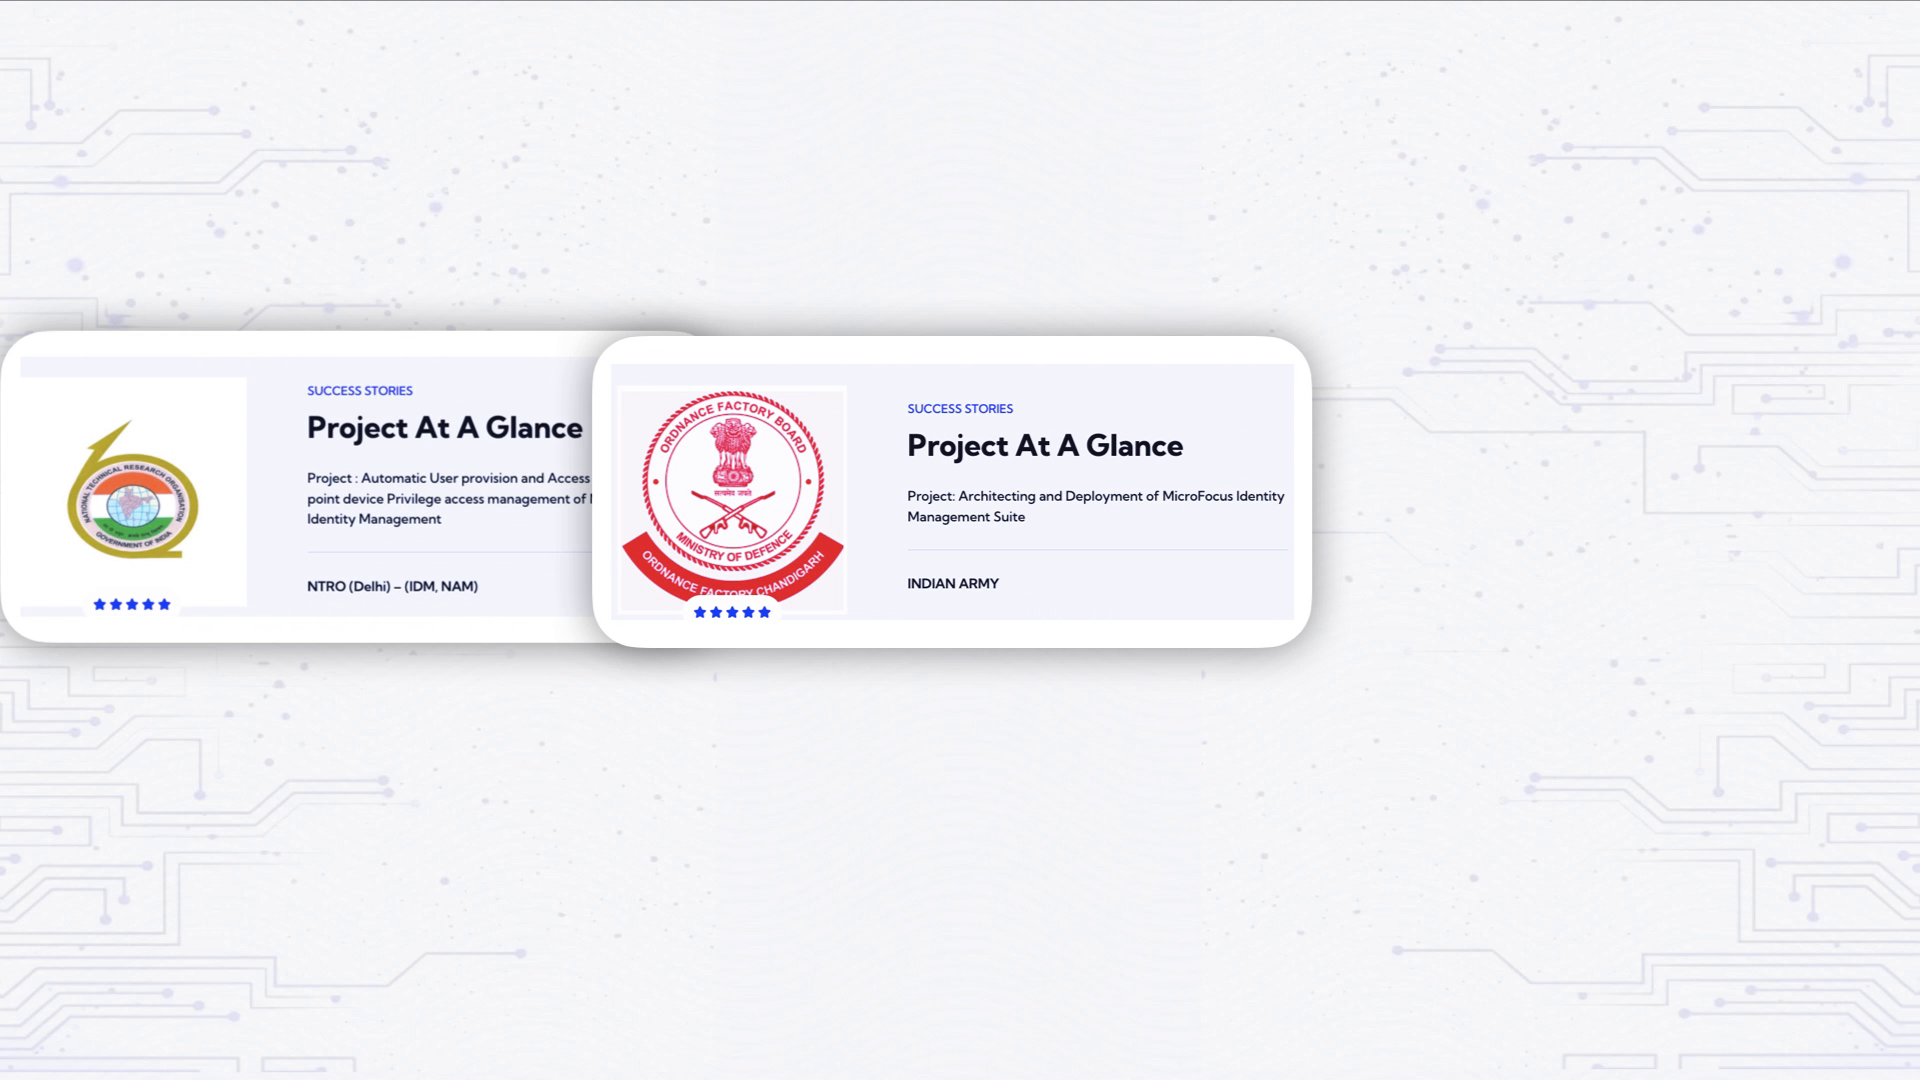 NATIONAL TECHNICAL RESEARCH ORGANISATION
GOVERNMENT OF INDIA
SUCCESS STORIES
Project At A Glance
Project : Automatic User provision and Access
point device Privilege access management of
Identity Management
NTRO (Delhi) – (IDM, NAM)
ORDNANCE FACTORY BOARD
सत्यमेव जयते
MINISTRY OF DEFENCE
ORDNANCE FACTORY CHANDIGARH
SUCCESS STORIES
Project At A Glance
Project: Architecting and Deployment of MicroFocus Identity
Management Suite
INDIAN ARMY